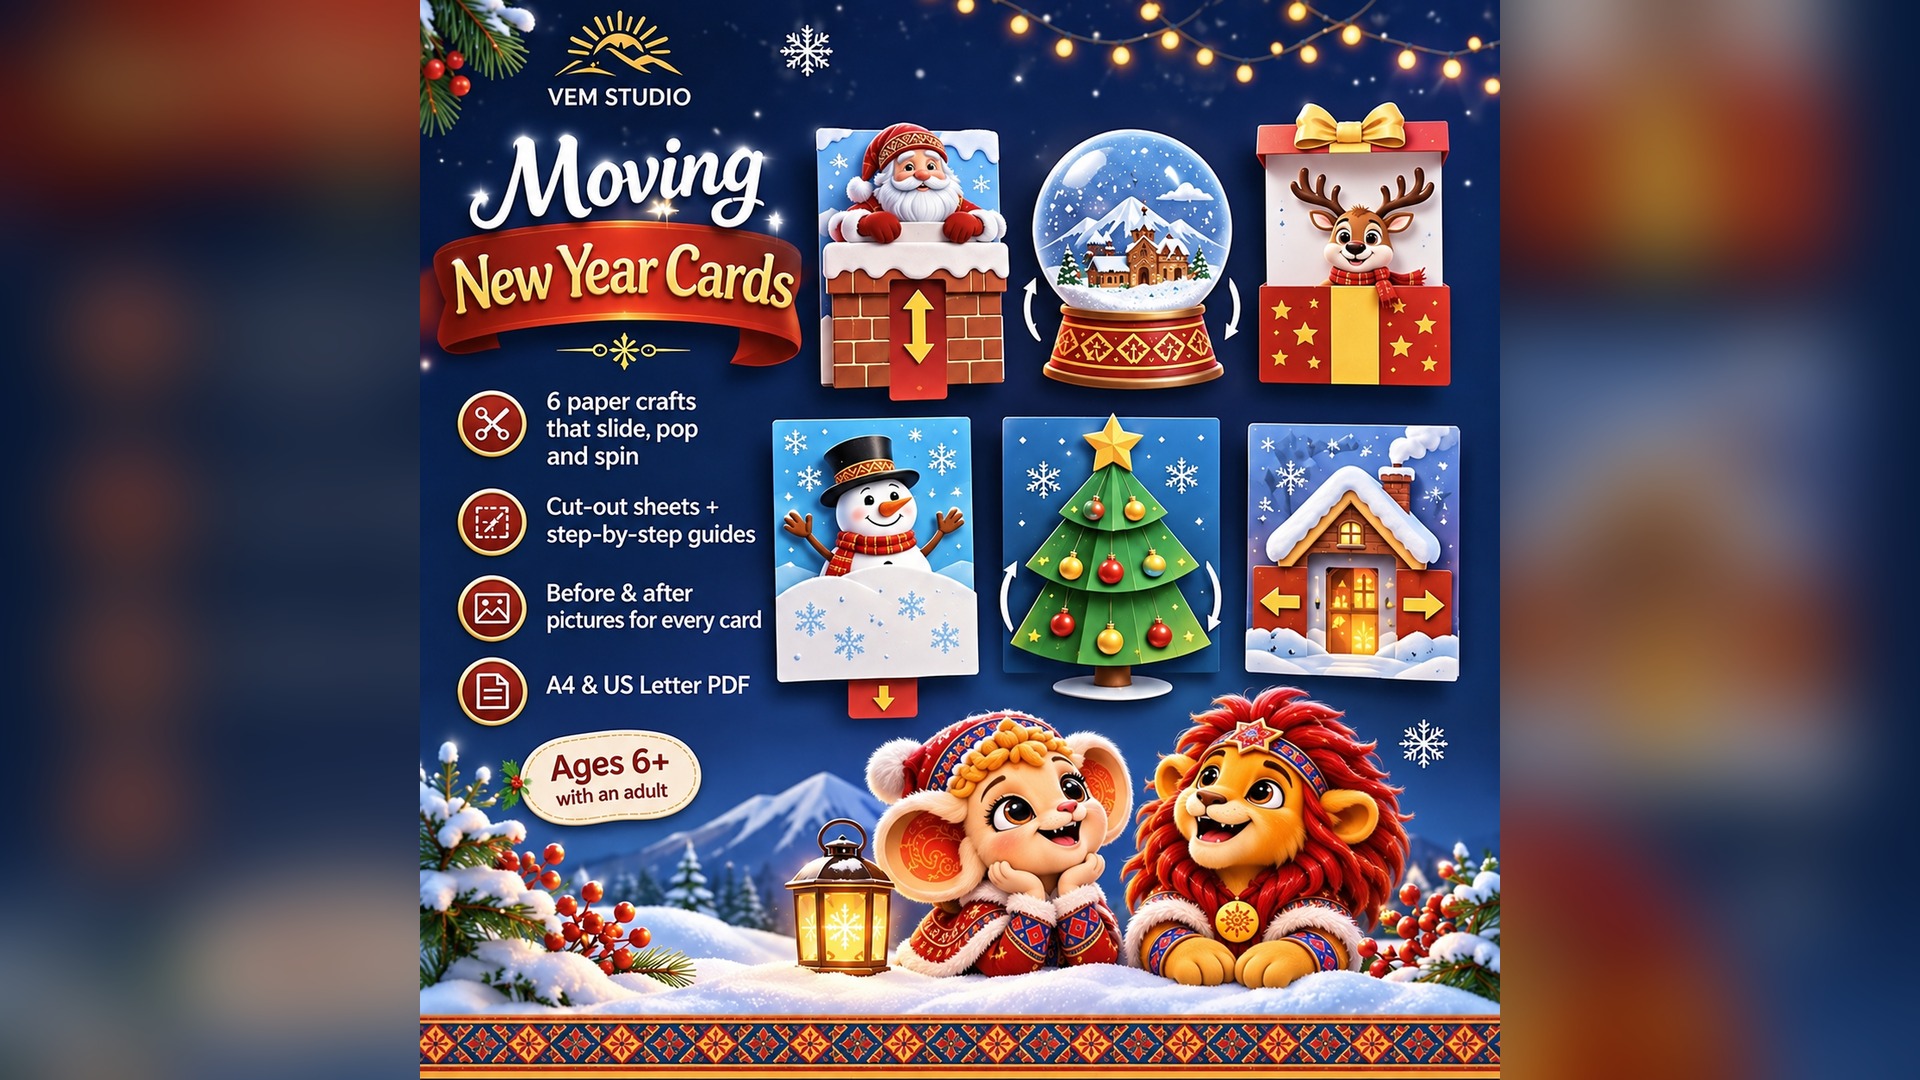 VEM STUDIO
Moving
New Year Cards
6 paper crafts
that slide, pop
and spin
Cut-out sheets +
step-by-step guides
Before & after
pictures for every card
A4 & US Letter PDF
Ages 6+
with an adult